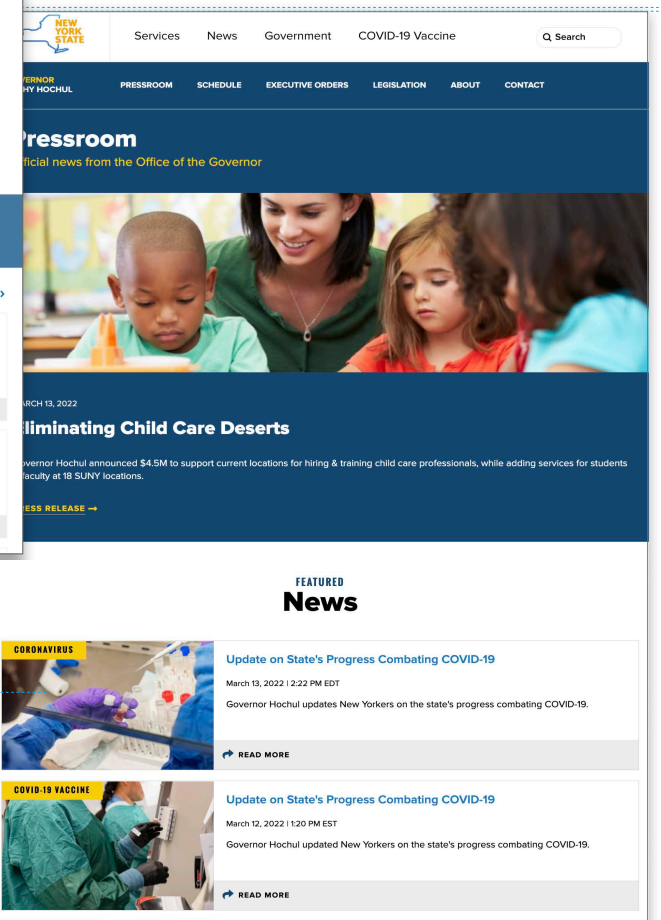 NEW
YORK
STATE
Services News Government COVID-19 Vaccine
Search
HY HOCHUL
PRESSROOM SCHEDULE EXECUTIVE ORDERS LEGISLATION ABOUT CONTACT
ressroom
ficial news from the Office of the Governor
ARCH 13, 2022
liminating Child Care Deserts
overnor Hochul announced $4.5M to support current locations for hiring & training child care professionals, while adding services for students
faculty at 18 SUNY locations.
ESS RELEASE →
FEATURED
News
CORONAVIRUS
Update on State's Progress Combating COVID-19
March 13, 2022 | 2:22 PM EDT
Governor Hochul updates New Yorkers on the state's progress combating COVID-19.
READ MORE
COVID-19 VACCINE
Update on State's Progress Combating COVID-19
March 12, 2022 | 1:20 PM EST
Governor Hochul updated New Yorkers on the state's progress combating COVID-19.
READ MORE